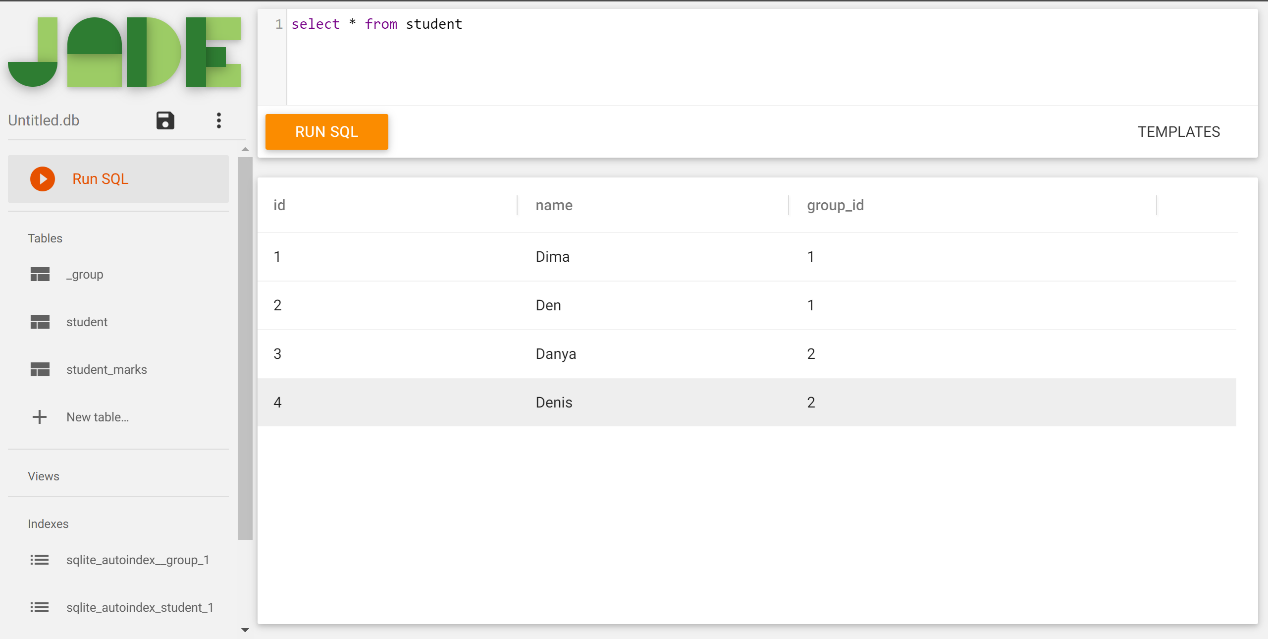 JADE
Untitled.db
Run SQL
Tables
_group
student
student_marks
New table...
Views
Indexes
sqlite_autoindex__group_1
sqlite_autoindex_student_1
1 select * from student
RUN SQL TEMPLATES
id name group_id
1 Dima 1
2 Den 1
3 Danya 2
4 Denis 2